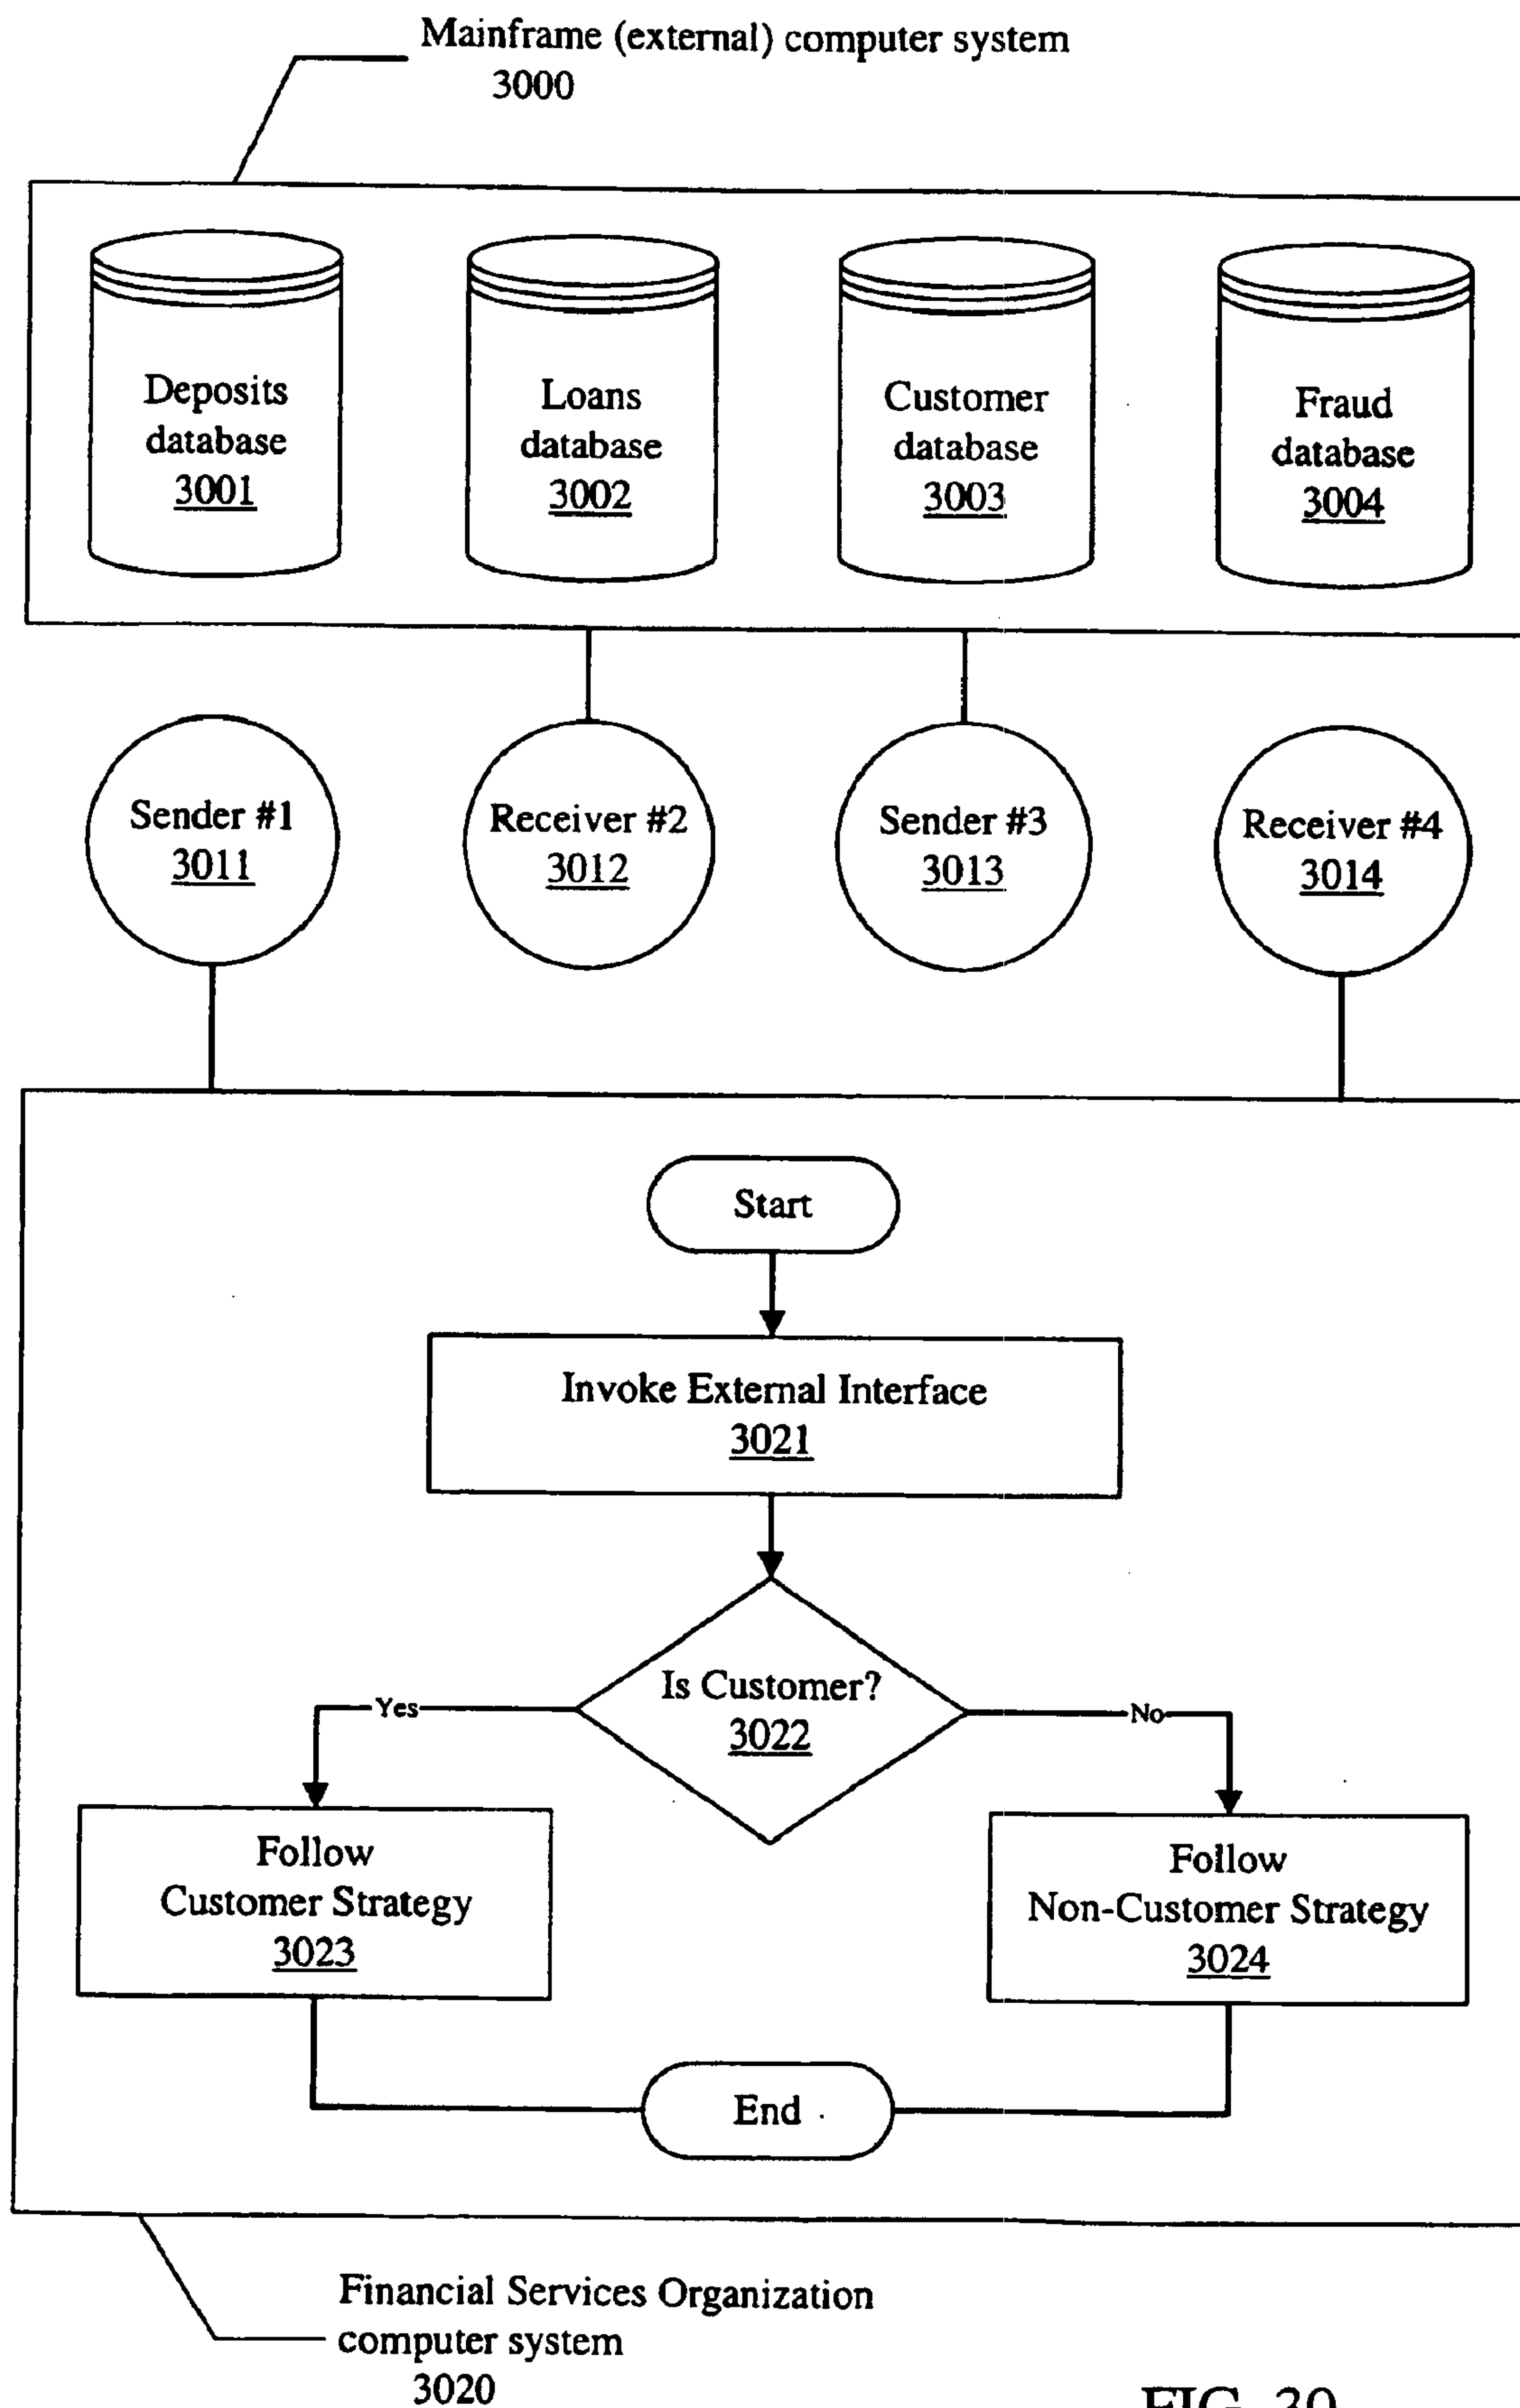 Mainframe (external) computer system
3000
Deposits
database
3001
Loans
database
3002
Customer
database
3003
Fraud
database
3004
Sender #1
3011
Receiver #2
3012
Sender #3
3013
Receiver #4
3014
Start
Invoke External Interface
3021
Is Customer?
3022
Yes
No
Follow
Customer Strategy
3023
Follow
Non-Customer Strategy
3024
End
Financial Services Organization
computer system
3020
FIG. 30